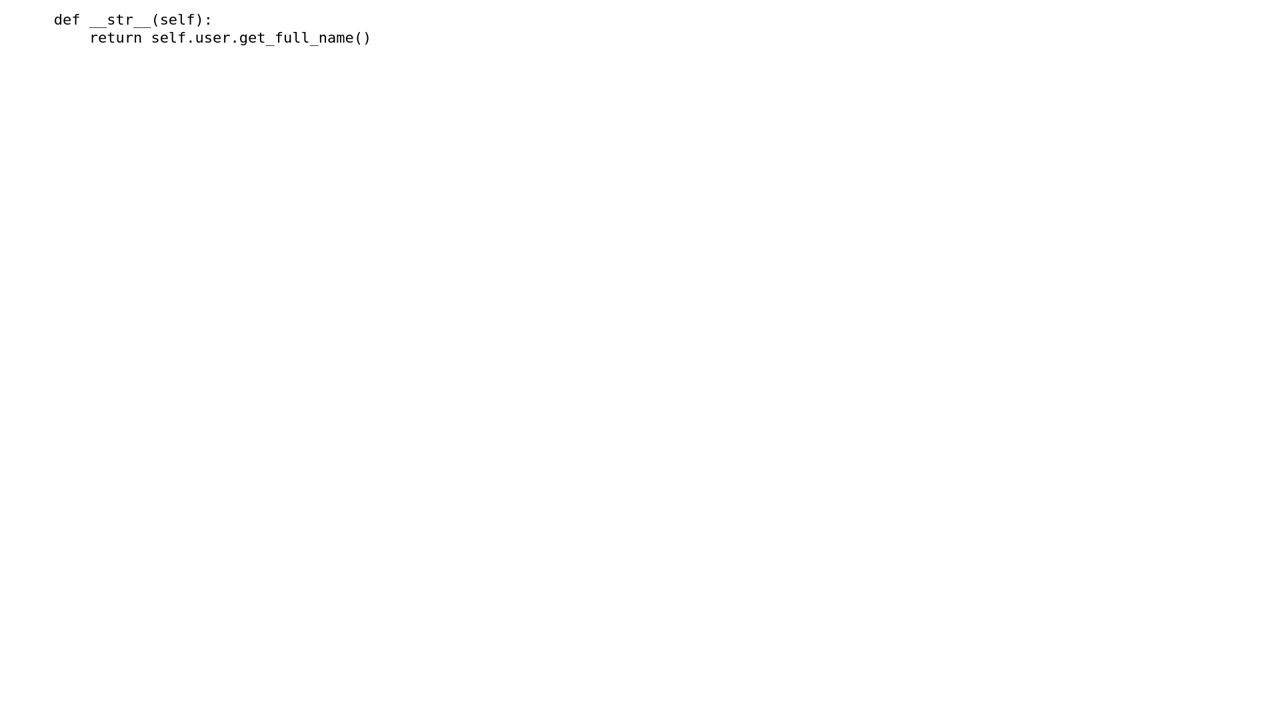 def __str__(self):
    return self.user.get_full_name()